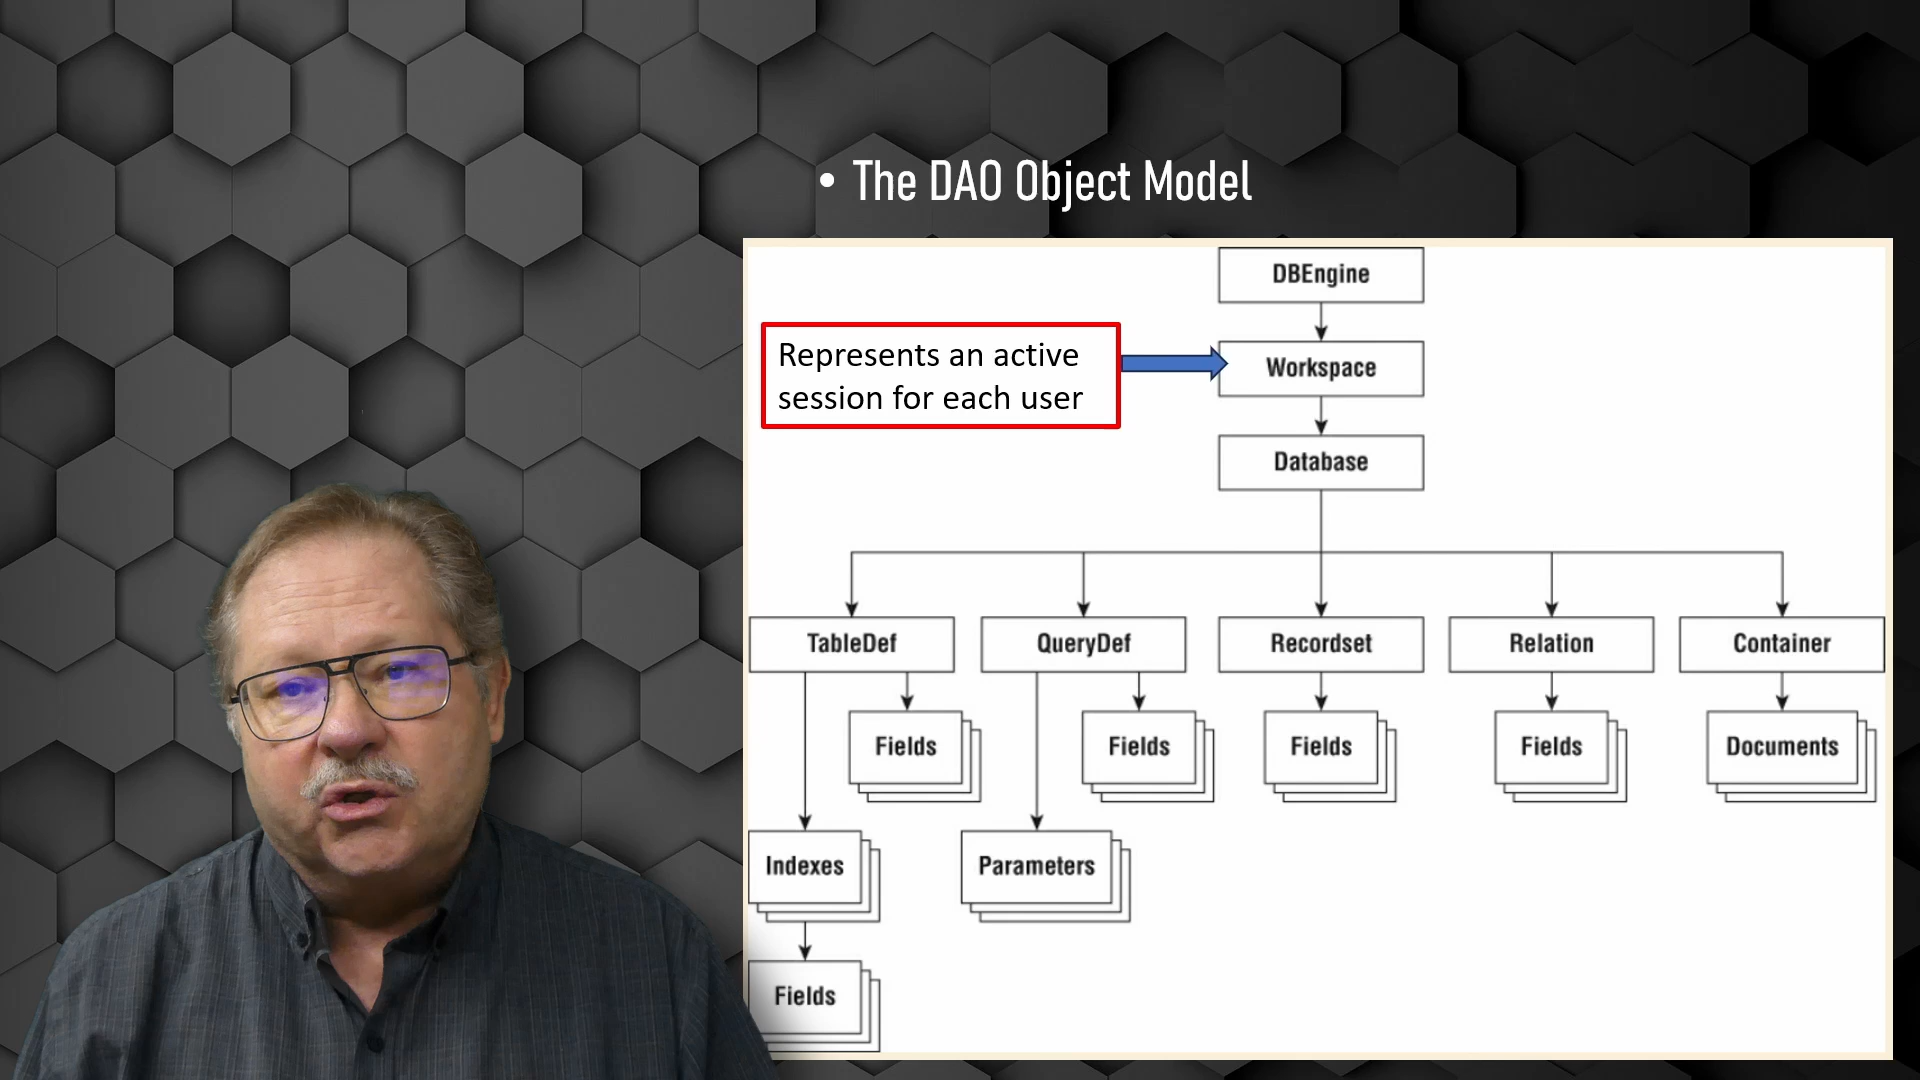 • The DAO Object Model
DBEngine
Represents an active
session for each user
Workspace
Database
TableDef
QueryDef
Recordset
Relation
Container
Fields
Fields
Fields
Fields
Documents
Indexes
Parameters
Fields